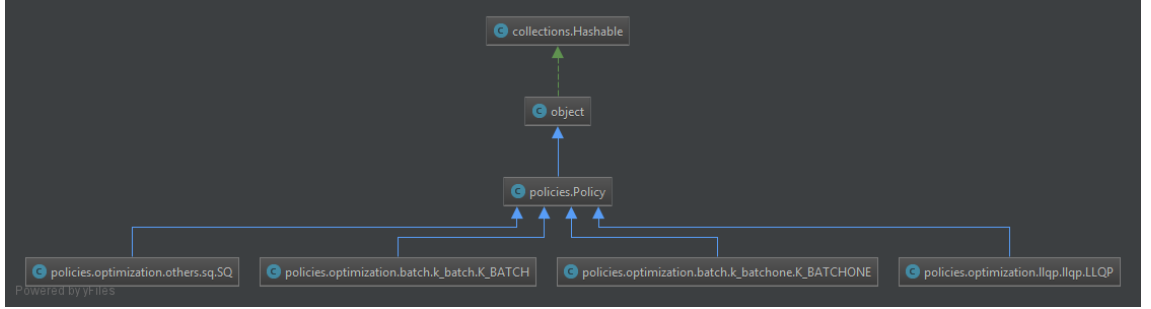 C collections.Hashable
C object
C policies.Policy
C policies.optimization.others.sq.SQ
C policies.optimization.batch.k_batch.K_BATCH
C policies.optimization.batch.k_batchone.K_BATCHONE
C policies.optimization.llqp.llqp.LLQP
Powered by yFiles